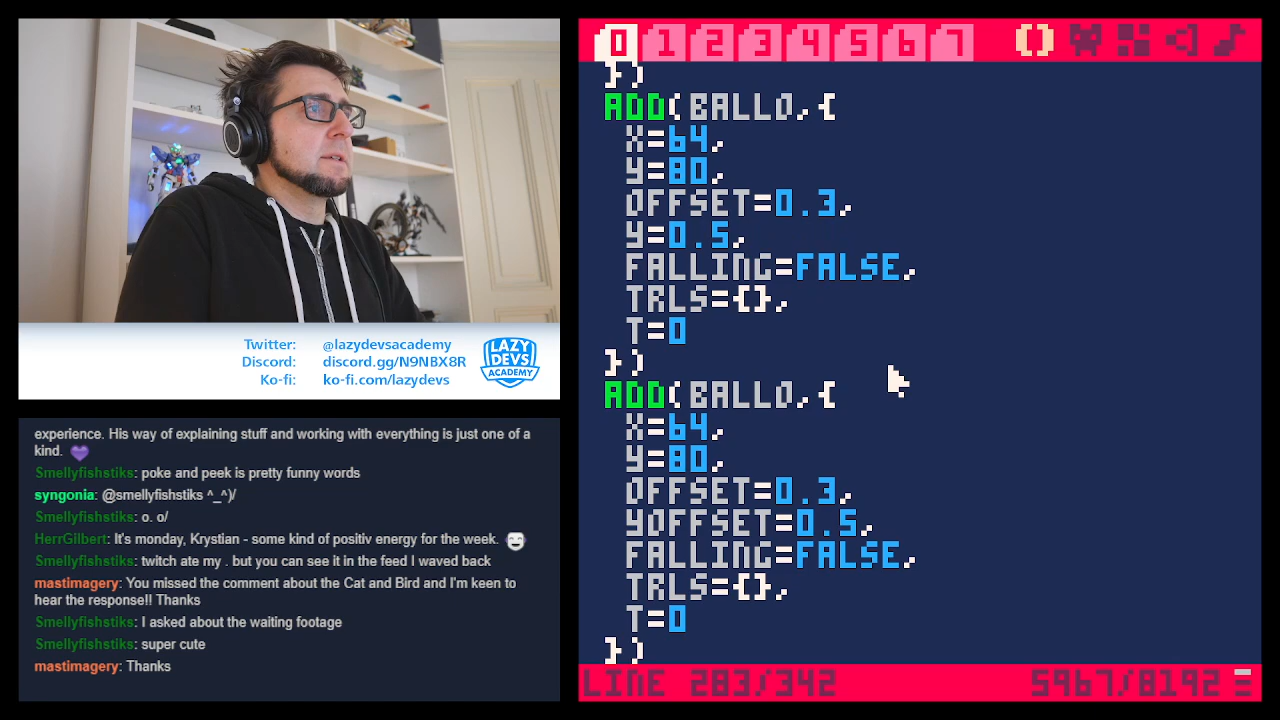 Twitter: @lazydevsacademy
Discord: discord.gg/N9NBX8R
Ko-fi: ko-fi.com/lazydevs
LAZY
DEVS
ACADEMY
experience. His way of explaining stuff and working with everything is just one of a
kind.
Smellyfishstiks: poke and peek is pretty funny words
syngonia: @smellyfishstiks ^_^)/
Smellyfishstiks: o. o/
HerrGilbert: It's monday, Krystian - some kind of positiv energy for the week.
Smellyfishstiks: twitch ate my . but you can see it in the feed I waved back
mastimagery: You missed the comment about the Cat and Bird and I'm keen to
hear the response!! Thanks
Smellyfishstiks: I asked about the waiting footage
Smellyfishstiks: super cute
mastimagery: Thanks
0 1 2 3 4 5 6 7 ()
})
ADD(BALLO,{
X=64,
Y=80,
OFFSET=0.3,
Y=0.5,
FALLING=FALSE,
TRLS={},
T=0
})
ADD(BALLO,{
X=64,
Y=80,
OFFSET=0.3,
YOFFSET=0.5,
FALLING=FALSE,
TRLS={},
T=0
})
LINE 283/342 5967/8192